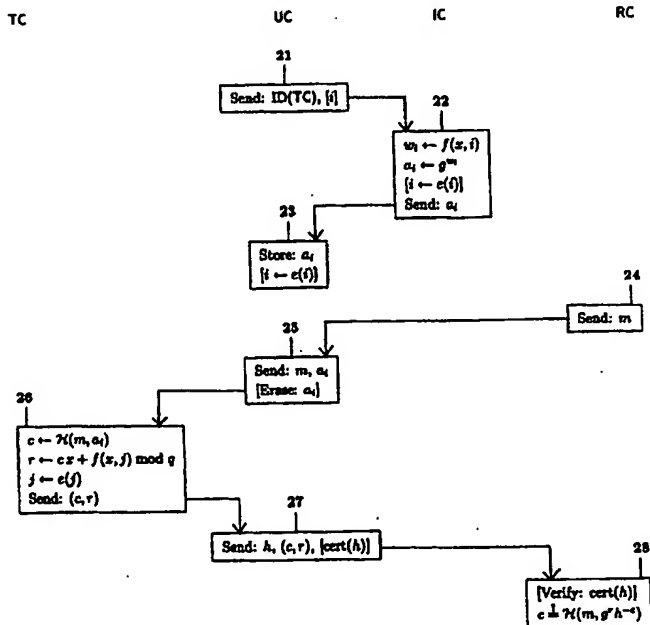 TC UC IC RC
21
Send: ID(TC), [i]
22
w_i ← f(x, i)
a_i ← g^{w_i}
[i ← e(i)]
Send: a_i
23
Store: a_i
[i ← e(i)]
24
Send: m
25
Send: m, a_i
[Erase: a_i]
26
c ← H(m, a_i)
r ← cx + f(x, j) mod q
j ← e(j)
Send: (c, r)
27
Send: h, (c, r), [cert(h)]
28
[Verify: cert(h)]
c ≟ H(m, g^r h^{-c})